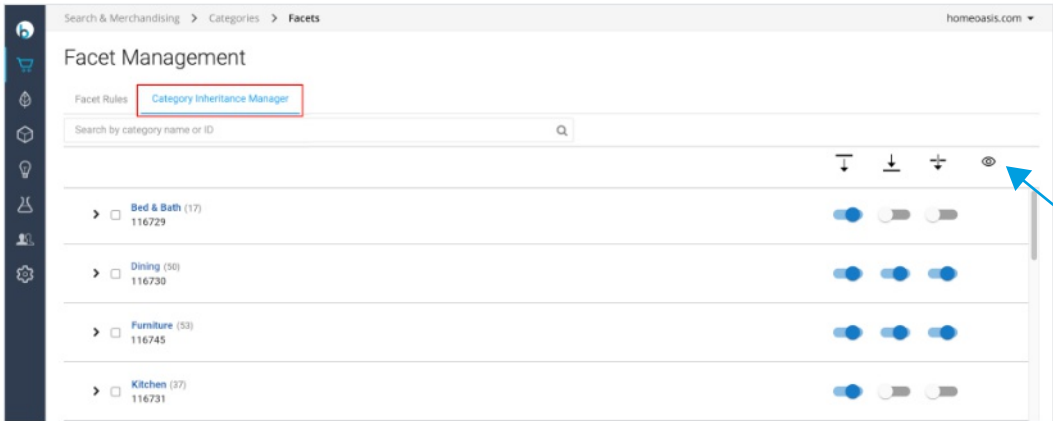 Search & Merchandising > Categories > Facets homeoasis.com
Facet Management
Facet Rules Category Inheritance Manager
Search by category name or ID
Bed & Bath (17)
116729
Dining (50)
116730
Furniture (53)
116745
Kitchen (37)
116731